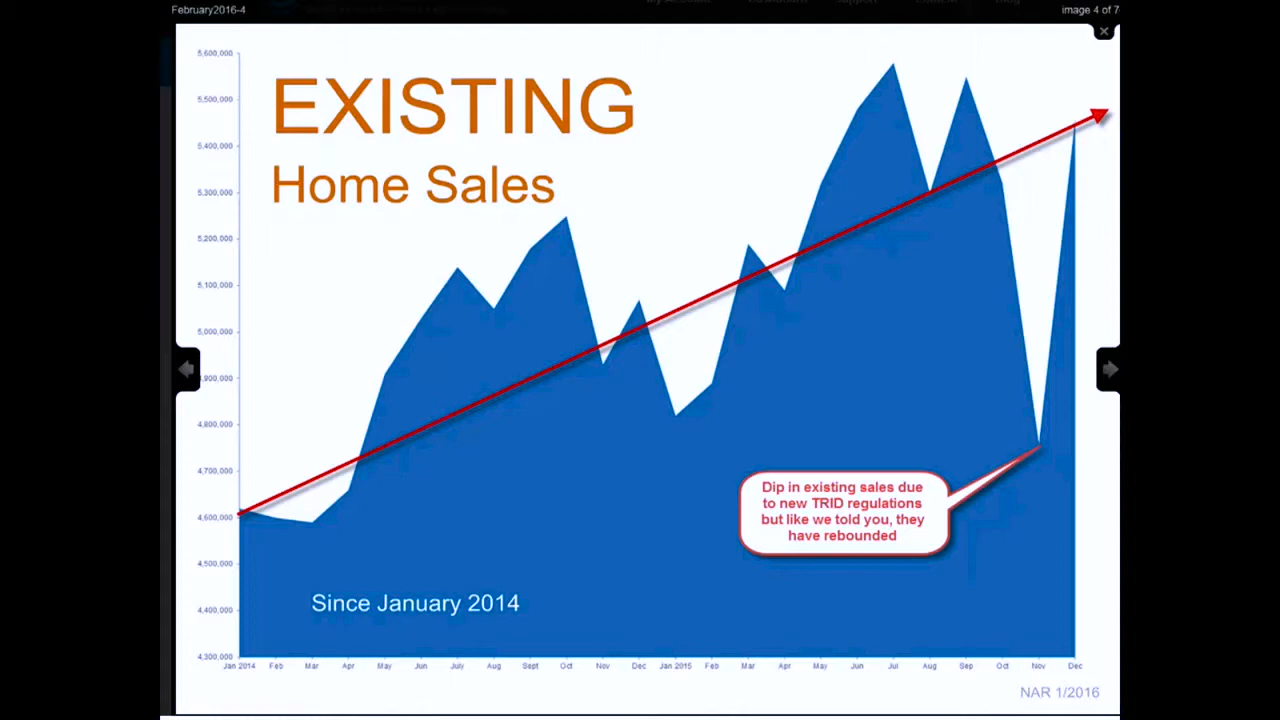 February2016-4
image 4 of 7
EXISTING
Home Sales
5,600,000
5,500,000
5,400,000
5,300,000
5,200,000
5,100,000
5,000,000
,900,000
4,800,000
4,700,000
4,600,000
4,500,000
4,400,000
4,300,000
Dip in existing sales due
to new TRID regulations
but like we told you, they
have rebounded
Since January 2014
Jan 2014 Feb Mar Apr May Jun July Aug Sept Oct Nov Dec Jan 2015 Feb Mar Apr May Jun Jul Aug Sep Oct Nov Dec
NAR 1/2016